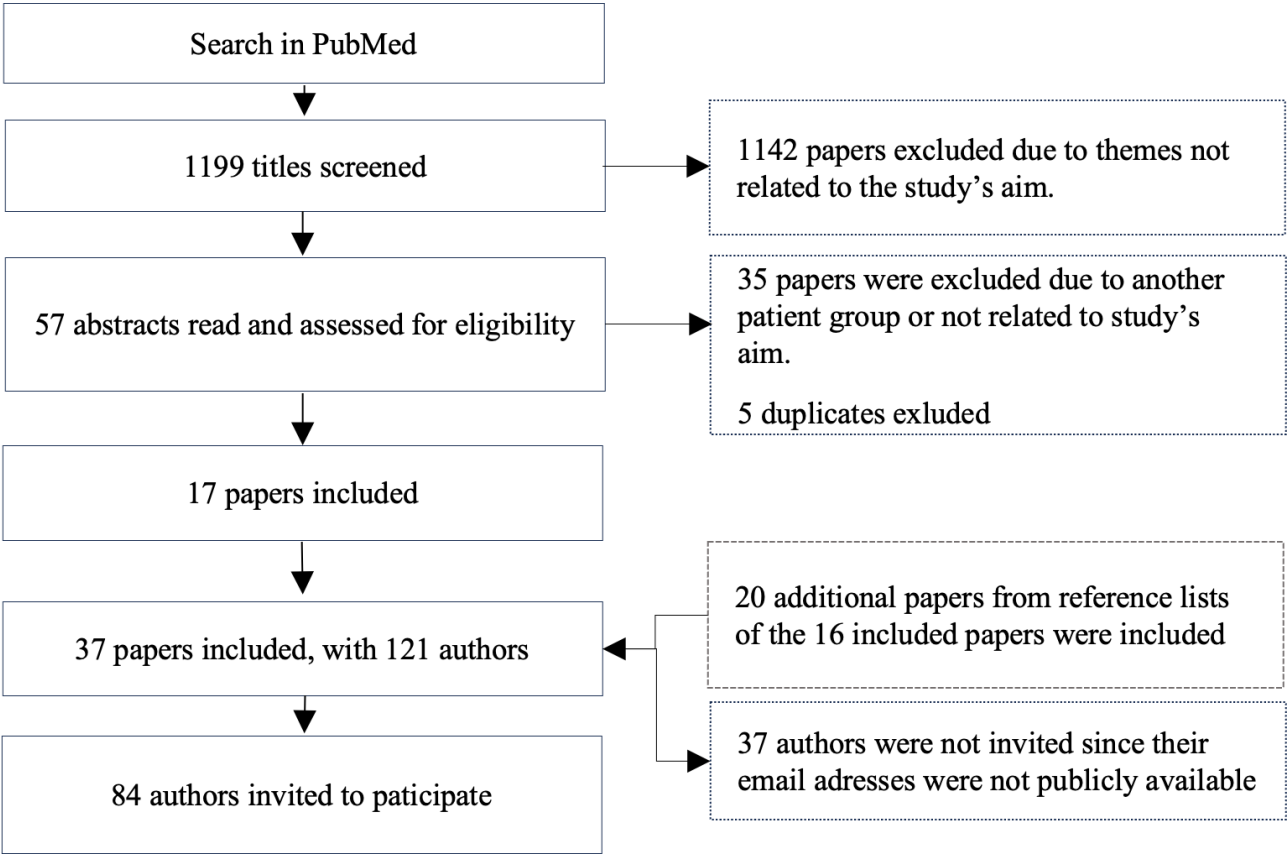 Search in PubMed
1199 titles screened
1142 papers excluded due to themes not
related to the study’s aim.
57 abstracts read and assessed for eligibility
35 papers were excluded due to another
patient group or not related to study’s
aim.
5 duplicates exluded
17 papers included
20 additional papers from reference lists
of the 16 included papers were included
37 papers included, with 121 authors
37 authors were not invited since their
email adresses were not publicly available
84 authors invited to paticipate